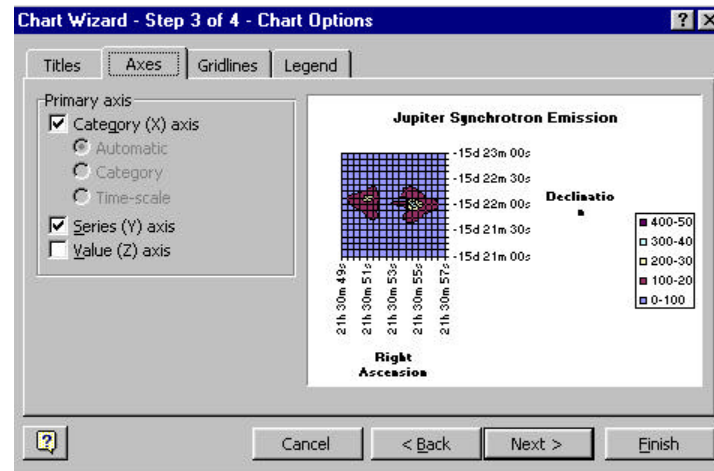 Chart Wizard - Step 3 of 4 - Chart Options
Titles
Axes
Gridlines
Legend
Primary axis
Category (X) axis
Automatic
Category
Time-scale
Series (Y) axis
Value (Z) axis
Jupiter Synchrotron Emission
-15d 23m 00s
-15d 22m 30s
-15d 22m 00s
-15d 21m 30s
-15d 21m 00s
Declinatio
n
21h 30m 49s
21h 30m 51s
21h 30m 53s
21h 30m 55s
21h 30m 57s
Right
Ascension
400-50
300-40
200-30
100-20
0-100
Cancel
< Back
Next >
Finish